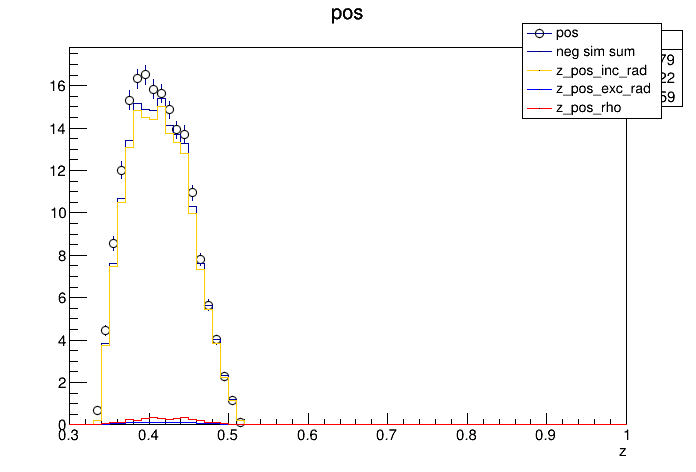 pos
pos
neg sim sum
z_pos_inc_rad
z_pos_exc_rad
z_pos_rho
79
22
59
16
14
12
10
8
6
4
2
0
0.3 0.4 0.5 0.6 0.7 0.8 0.9 1
z